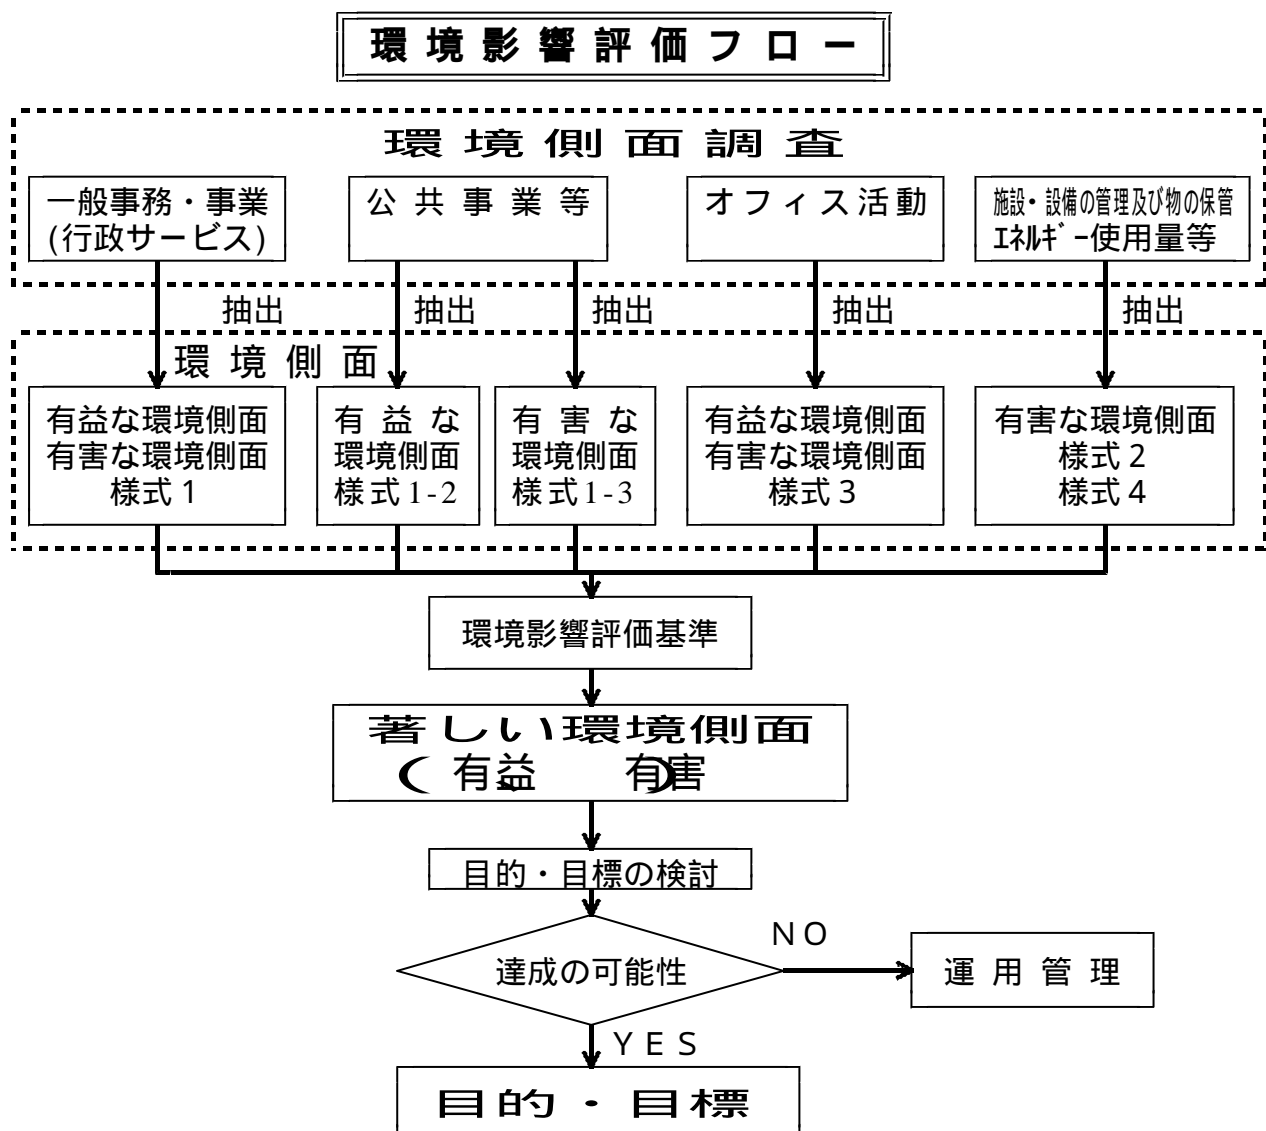 環境影響評価フロー
環境側面調査
一般事務・事業
(行政サービス)
公共事業等
オフィス活動
施設・設備の管理及び物の保管
エネルギー使用量等
抽出 抽出 抽出 抽出 抽出
環境側面
有益な環境側面
有害な環境側面
様式1
有益な
環境側面
様式1-2
有害な
環境側面
様式1-3
有益な環境側面
有害な環境側面
様式3
有害な環境側面
様式2
様式4
環境影響評価基準
著しい環境側面
(有益、有害)
目的・目標の検討
達成の可能性
NO
運用管理
YES
目的・目標